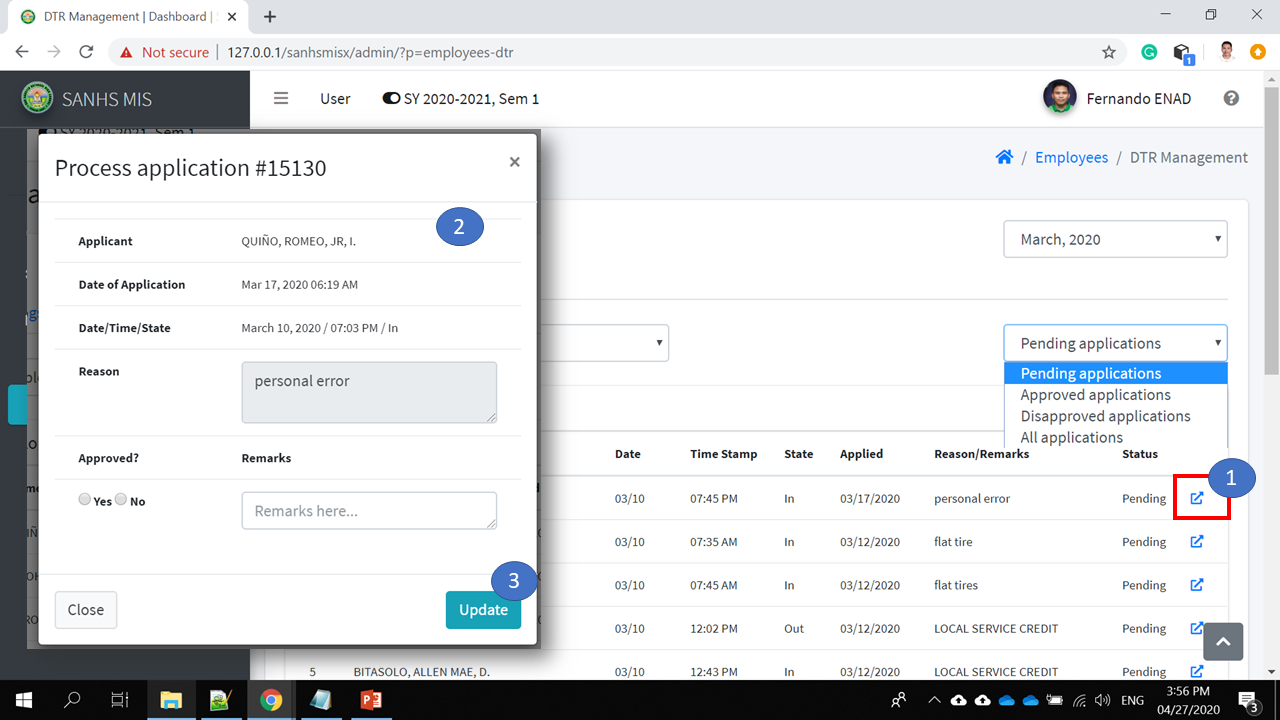 DTR Management | Dashboard |
Not secure | 127.0.0.1/sanhsmisx/admin/?p=employees-dtr
1
SANHS MIS
User
SY 2020-2021, Sem 1
Fernando ENAD
Employees / DTR Management
March, 2020
Pending applications
Pending applications
Approved applications
Disapproved applications
All applications
Process application #15130
×
2
Applicant QUIÑO, ROMEO, JR, I.
Date of Application Mar 17, 2020 06:19 AM
Date/Time/State March 10, 2020 / 07:03 PM / In
Reason personal error
Approved? Remarks
Yes No Remarks here...
3
Close Update
Date Time Stamp State Applied Reason/Remarks Status
1
03/10 07:45 PM In 03/17/2020 personal error Pending
03/10 07:35 AM In 03/12/2020 flat tire Pending
03/10 07:45 AM In 03/12/2020 flat tires Pending
03/10 12:02 PM Out 03/12/2020 LOCAL SERVICE CREDIT Pending
5 BITASOLO, ALLEN MAE, D. 03/10 12:43 PM In 03/12/2020 LOCAL SERVICE CREDIT Pending
ENG
3:56 PM
04/27/2020
3